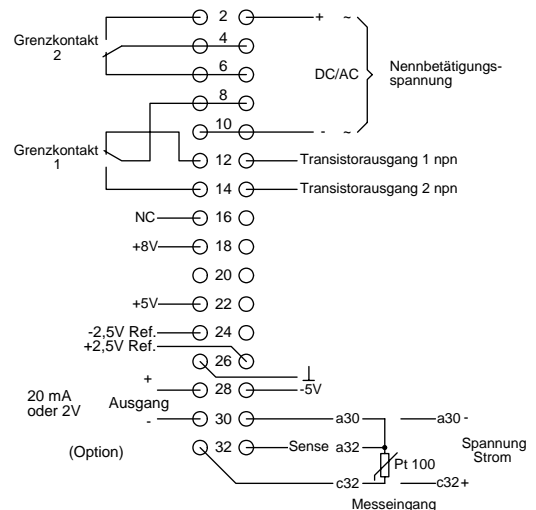 2 + ~
Grenzkontakt
2
4
6
DC/AC
Nennbetätigungs-
spannung
8
10 - ~
Grenzkontakt
1
12 Transistorausgang 1 npn
14 Transistorausgang 2 npn
NC 16
+8V 18
20
+5V 22
-2,5V Ref. 24
+2,5V Ref.
26
+ 28 -5V
20 mA
oder 2V
Ausgang
- 30 a30 a30 -
(Option)
32 Sense a32
Spannung
Strom
Pt 100
c32 c32+
Messeingang